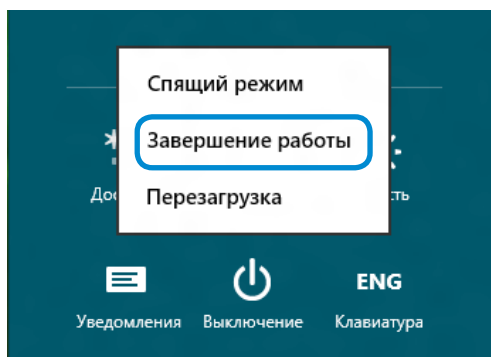 Спящий режим
Завершение работы
Перезагрузка
Уведомления
Выключение
ENG
Клавиатура